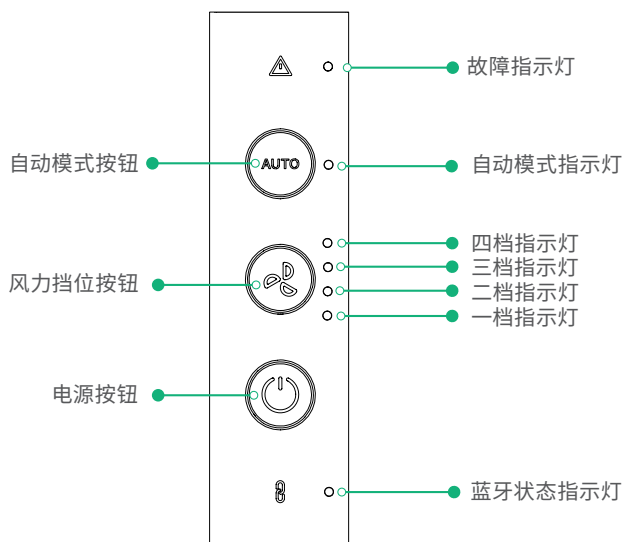 故障指示灯
自动模式按钮
AUTO
自动模式指示灯
四档指示灯
三档指示灯
风力挡位按钮
二档指示灯
一档指示灯
电源按钮
蓝牙状态指示灯